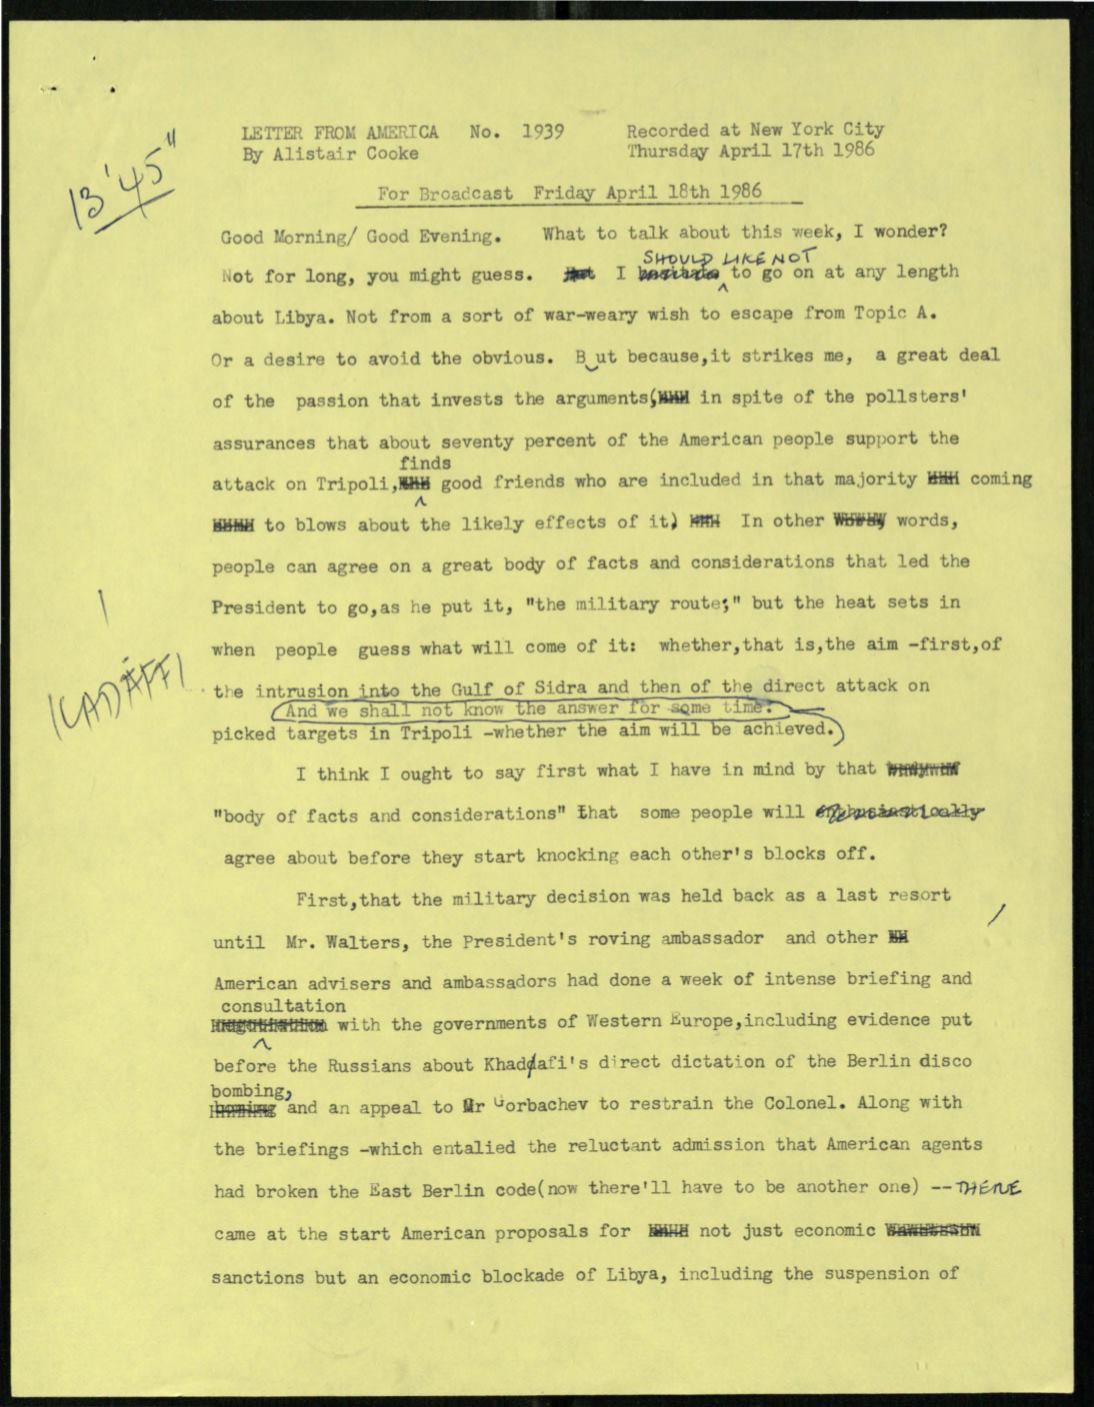 13'45"
LETTER FROM AMERICA No. 1939 Recorded at New York City
By Alistair Cooke Thursday April 17th 1986
For Broadcast Friday April 18th 1986
Good Morning/ Good Evening. What to talk about this week, I wonder?
SHOULD LIKE NOT
Not for long, you might guess. I to go on at any length
about Libya. Not from a sort of war-weary wish to escape from Topic A.
Or a desire to avoid the obvious. But because,it strikes me, a great deal
of the passion that invests the arguments( in spite of the pollsters'
assurances that about seventy percent of the American people support the
finds
attack on Tripoli, good friends who are included in that majority coming
to blows about the likely effects of it) In other words,
people can agree on a great body of facts and considerations that led the
President to go,as he put it, "the military route;" but the heat sets in
when people guess what will come of it: whether,that is,the aim -first,of
KADAFFI
the intrusion into the Gulf of Sidra and then of the direct attack on
And we shall not know the answer for some time.
picked targets in Tripoli -whether the aim will be achieved.
I think I ought to say first what I have in mind by that
"body of facts and considerations" that some people will enthusiastically
agree about before they start knocking each other's blocks off.
First,that the military decision was held back as a last resort
until Mr. Walters, the President's roving ambassador and other
American advisers and ambassadors had done a week of intense briefing and
consultation
with the governments of Western Europe,including evidence put
before the Russians about Khaddafi's direct dictation of the Berlin disco
bombing,
and an appeal to Mr Gorbachev to restrain the Colonel. Along with
the briefings -which entalied the reluctant admission that American agents
had broken the East Berlin code(now there'll have to be another one) --THERE
came at the start American proposals for not just economic
sanctions but an economic blockade of Libya, including the suspension of